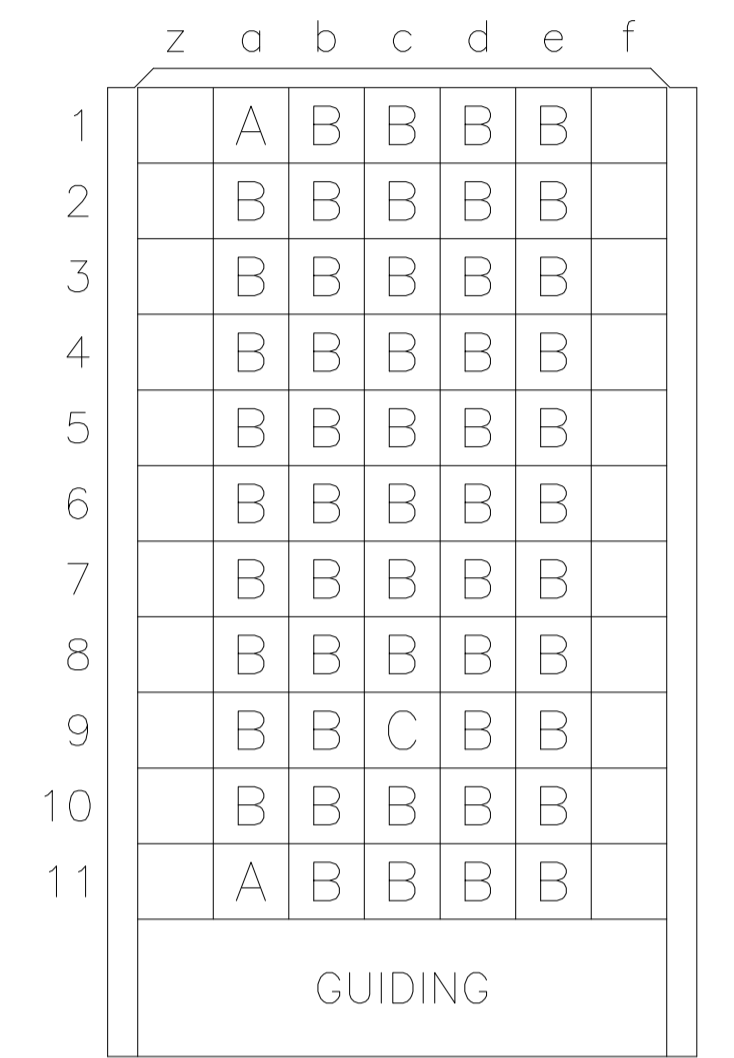 z a b c d e f
1 A B B B B
2 B B B B B
3 B B B B B
4 B B B B B
5 B B B B B
6 B B B B B
7 B B B B B
8 B B B B B
9 B B C B B
10 B B B B B
11 A B B B B
GUIDING